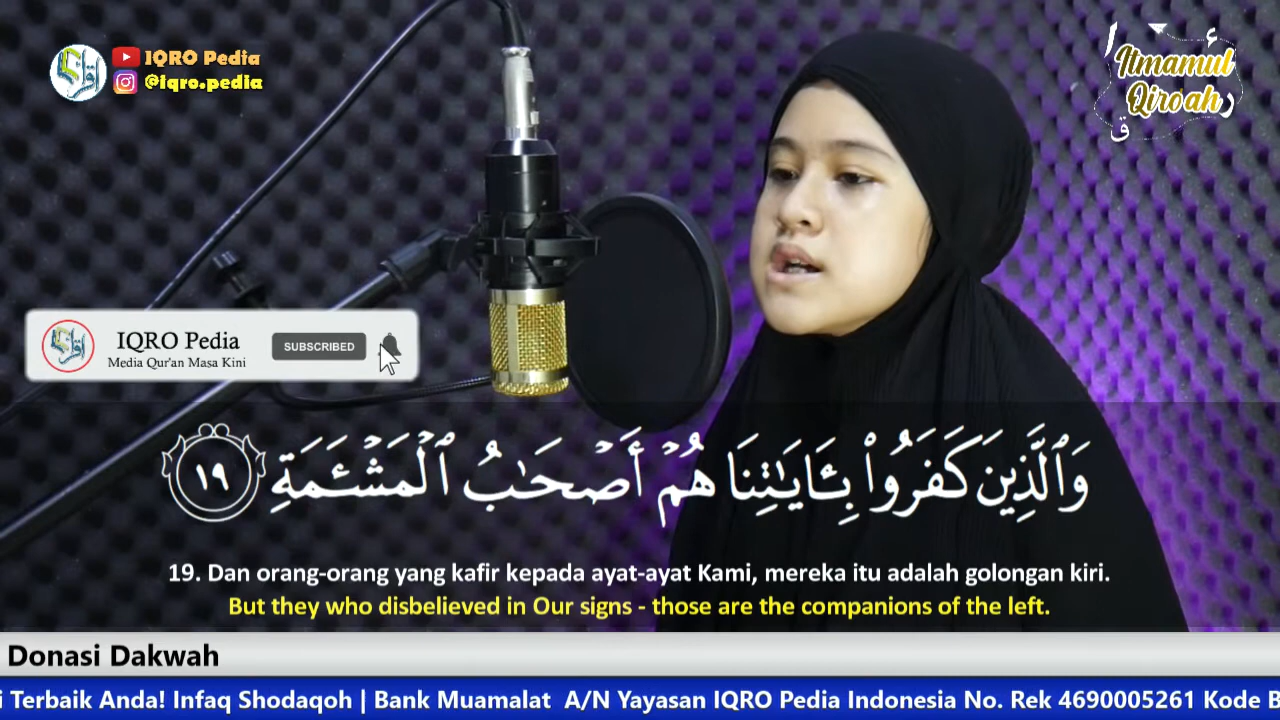 IQRO Pedia
@iqro.pedia
Ilmamul
Qiroah
IQRO Pedia
Media Qur'an Masa Kini
SUBSCRIBED
وَٱلَّذِينَ كَفَرُوا۟ بِـَٔايَـٰتِنَا هُمْ أَصْحَـٰبُ ٱلْمَشْـَٔمَةِ ١٩
19. Dan orang-orang yang kafir kepada ayat-ayat Kami, mereka itu adalah golongan kiri.
But they who disbelieved in Our signs - those are the companions of the left.
Donasi Dakwah
i Terbaik Anda! Infaq Shodaqoh | Bank Muamalat A/N Yayasan IQRO Pedia Indonesia No. Rek 4690005261 Kode B